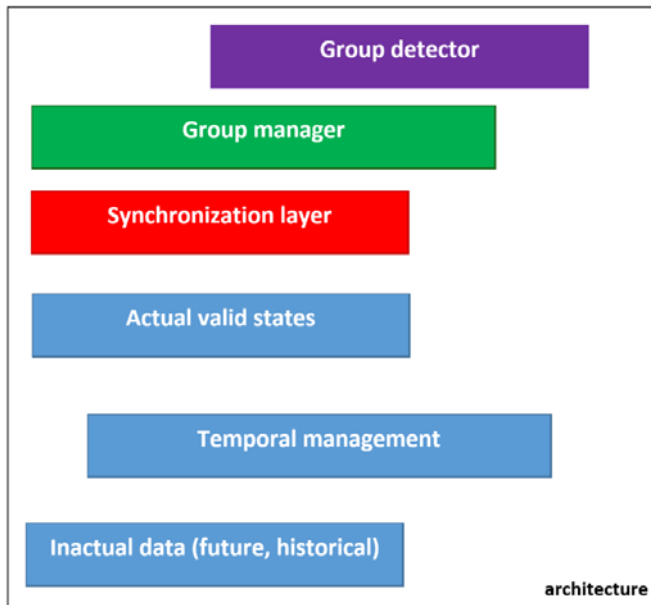 Group detector
Group manager
Synchronization layer
Actual valid states
Temporal management
Inactual data (future, historical)
architecture